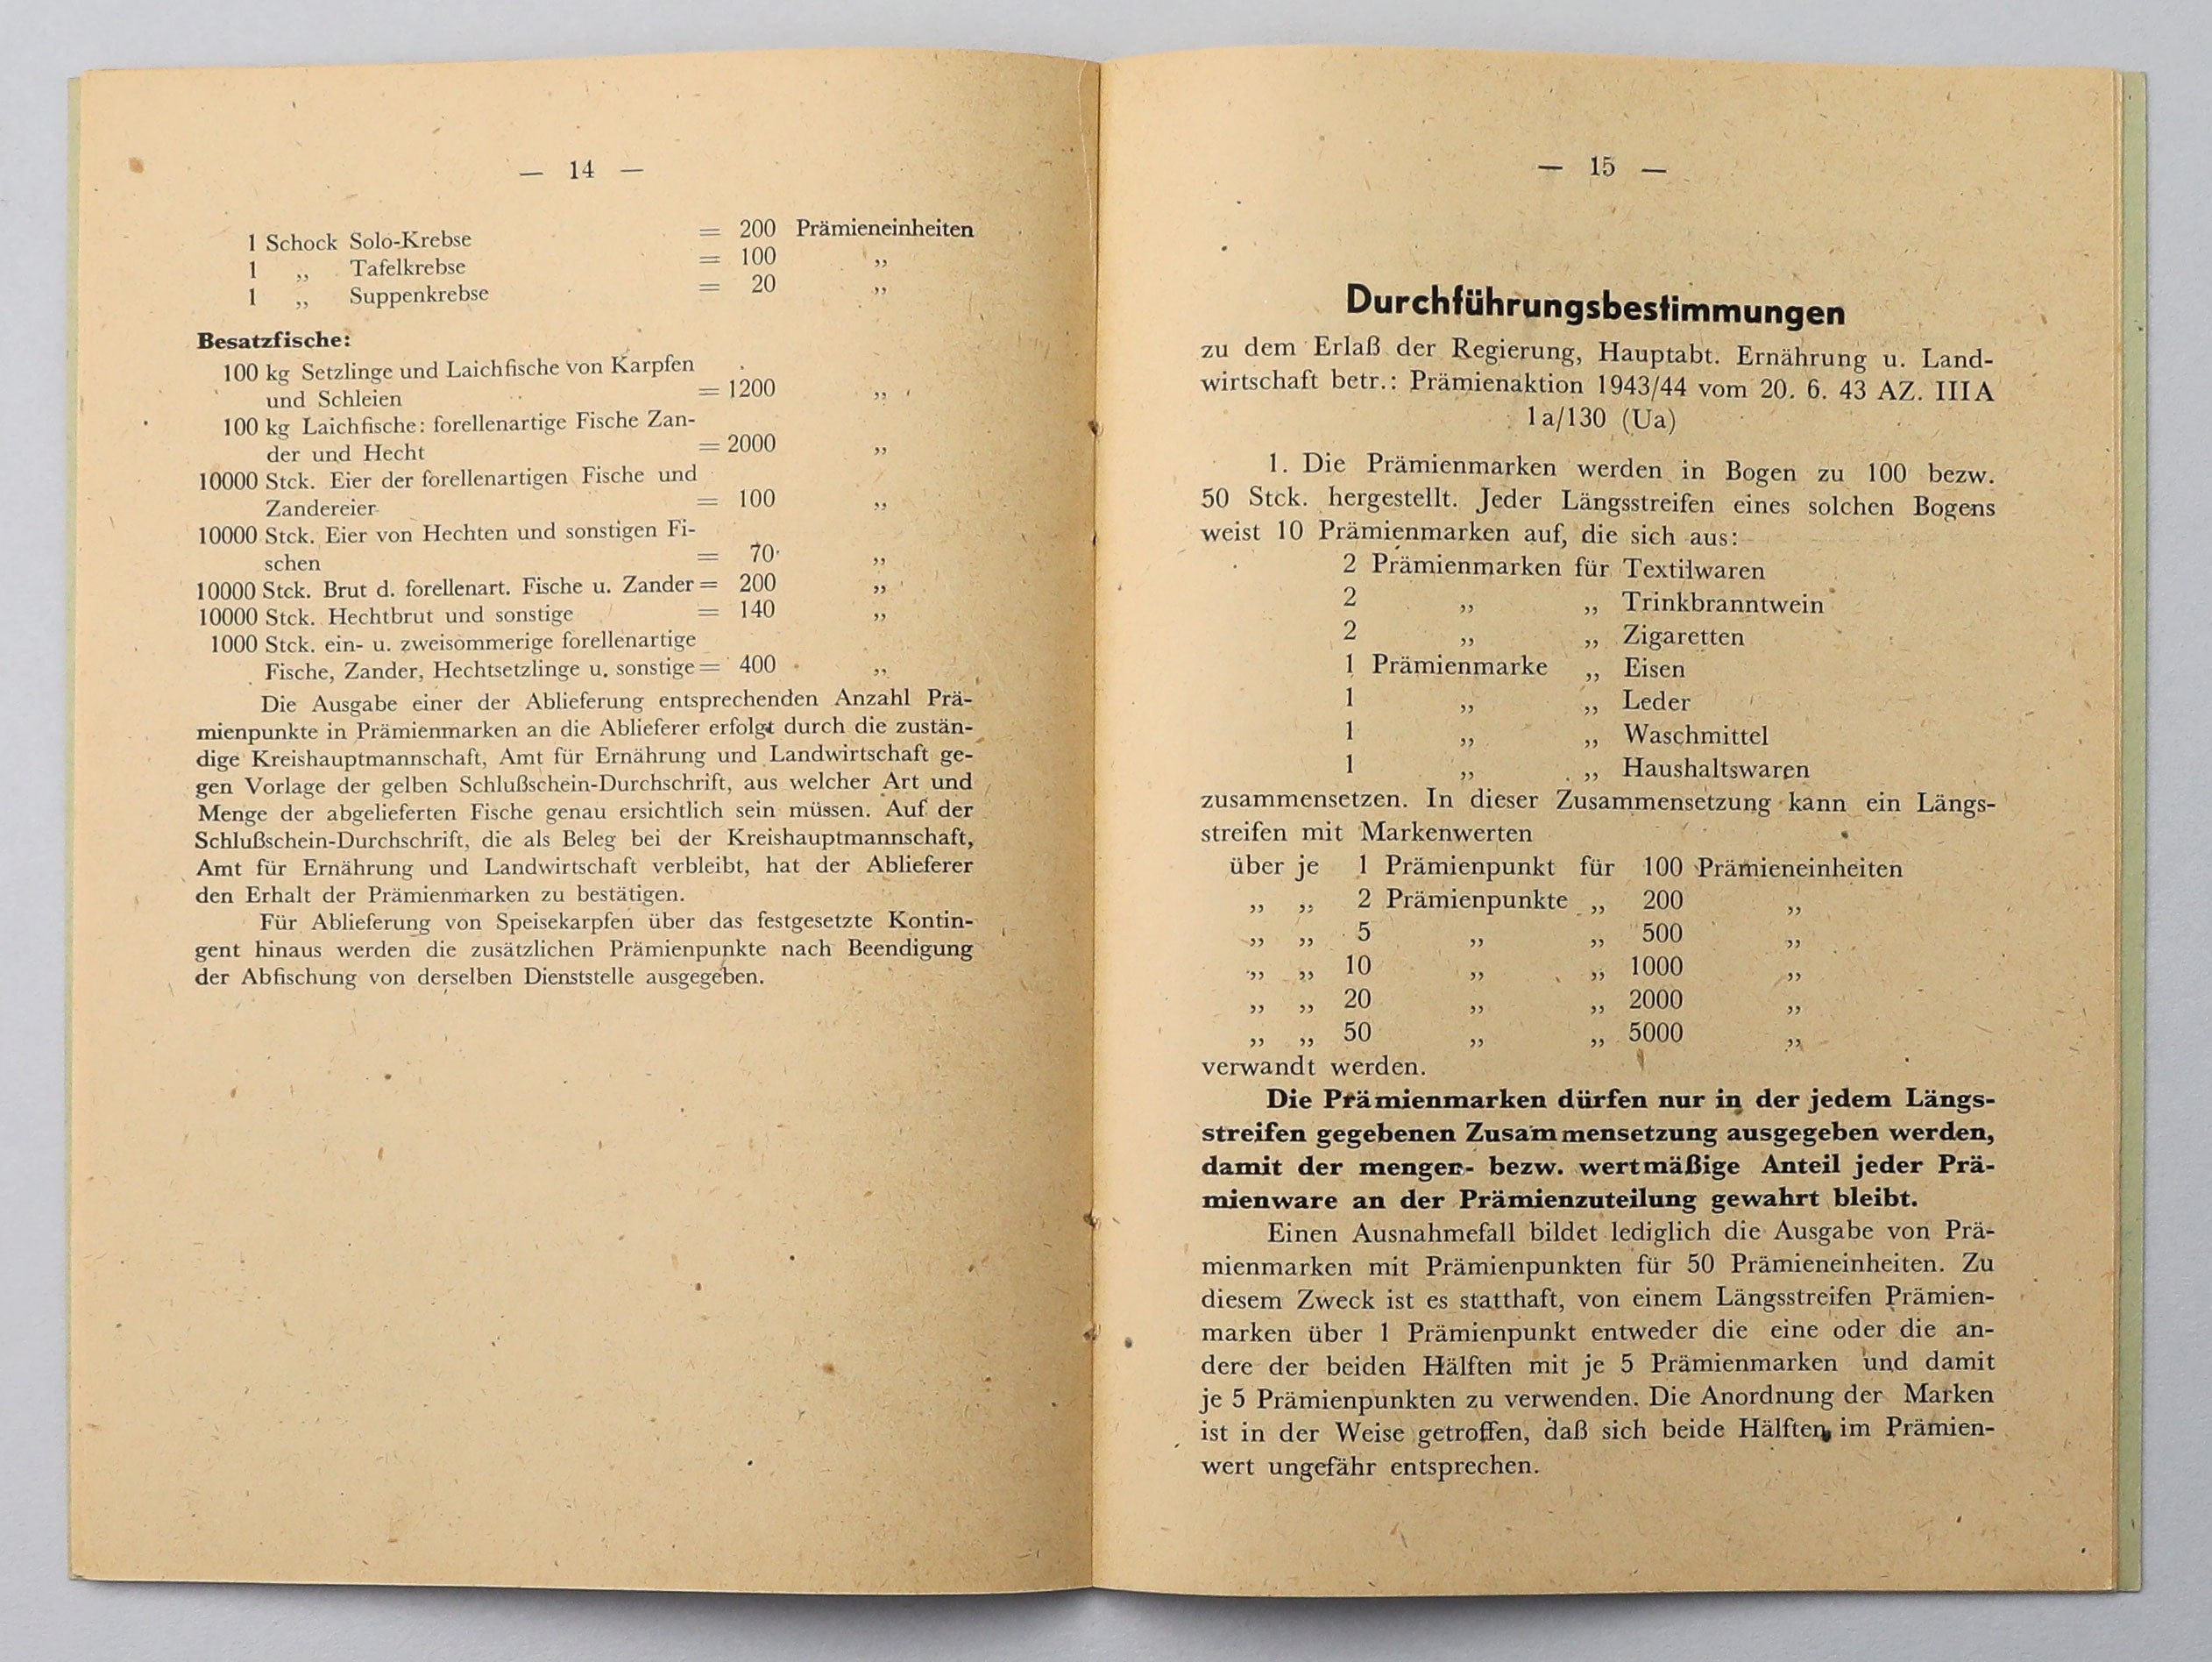 — 14 —
1 Schock Solo-Krebse = 200 Prämieneinheiten
1 „ Tafelkrebse = 100 „
1 „ Suppenkrebse = 20 „
Besatzfische:
100 kg Setzlinge und Laichfische von Karpfen
und Schleien = 1200 „
100 kg Laichfische: forellenartige Fische Zan-
der und Hecht = 2000 „
10000 Stck. Eier der forellenartigen Fische und
Zandereier = 100 „
10000 Stck. Eier von Hechten und sonstigen Fi-
schen = 70 „
10000 Stck. Brut d. forellenart. Fische u. Zander = 200 „
10000 Stck. Hechtbrut und sonstige = 140 „
1000 Stck. ein- u. zweisommerige forellenartige
Fische, Zander, Hechtsetzlinge u. sonstige = 400 „
Die Ausgabe einer der Ablieferung entsprechenden Anzahl Prä-
mienpunkte in Prämienmarken an die Ablieferer erfolgt durch die zustän-
dige Kreishauptmannschaft, Amt für Ernährung und Landwirtschaft ge-
gen Vorlage der gelben Schlußschein-Durchschrift, aus welcher Art und
Menge der abgelieferten Fische genau ersichtlich sein müssen. Auf der
Schlußschein-Durchschrift, die als Beleg bei der Kreishauptmannschaft,
Amt für Ernährung und Landwirtschaft verbleibt, hat der Ablieferer
den Erhalt der Prämienmarken zu bestätigen.
Für Ablieferung von Speisekarpfen über das festgesetzte Kontin-
gent hinaus werden die zusätzlichen Prämienpunkte nach Beendigung
der Abfischung von derselben Dienststelle ausgegeben.
— 15 —
Durchführungsbestimmungen
zu dem Erlaß der Regierung, Hauptabt. Ernährung u. Land-
wirtschaft betr.: Prämienaktion 1943/44 vom 20. 6. 43 AZ. III A
1a/130 (Ua)
1. Die Prämienmarken werden in Bogen zu 100 bezw.
50 Stck. hergestellt. Jeder Längsstreifen eines solchen Bogens
weist 10 Prämienmarken auf, die sich aus:
2 Prämienmarken für Textilwaren
2 „ „ Trinkbranntwein
2 „ „ Zigaretten
1 Prämienmarke „ Eisen
1 „ „ Leder
1 „ „ Waschmittel
1 „ „ Haushaltswaren
zusammensetzen. In dieser Zusammensetzung kann ein Längs-
streifen mit Markenwerten
über je 1 Prämienpunkt für 100 Prämieneinheiten
„ „ 2 Prämienpunkte „ 200 „
„ „ 5 „ „ 500 „
„ „ 10 „ „ 1000 „
„ „ 20 „ „ 2000 „
„ „ 50 „ „ 5000 „
verwandt werden.
Die Prämienmarken dürfen nur in der jedem Längs-
streifen gegebenen Zusammensetzung ausgegeben werden,
damit der mengen- bezw. wertmäßige Anteil jeder Prä-
mienware an der Prämienzuteilung gewahrt bleibt.
Einen Ausnahmefall bildet lediglich die Ausgabe von Prä-
mienmarken mit Prämienpunkten für 50 Prämieneinheiten. Zu
diesem Zweck ist es statthaft, von einem Längsstreifen Prämien-
marken über 1 Prämienpunkt entweder die eine oder die an-
dere der beiden Hälften mit je 5 Prämienmarken und damit
je 5 Prämienpunkten zu verwenden. Die Anordnung der Marken
ist in der Weise getroffen, daß sich beide Hälften im Prämien-
wert ungefähr entsprechen.